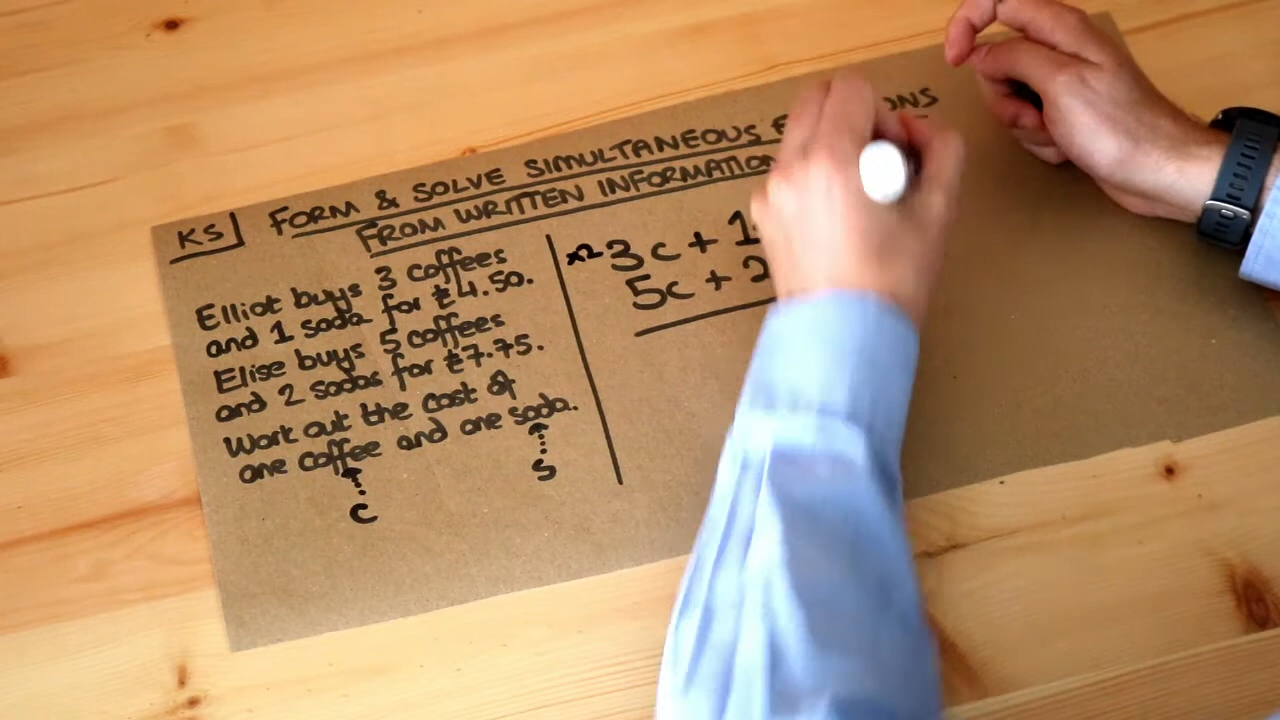 KS
FORM & SOLVE SIMULTANEOUS
FROM WRITTEN INFORMATION
Elliot buys 3 coffees
and 1 soda for £4.50.
Elise buys 5 coffees
and 2 sodas for £7.75.
Work out the cost of
one coffee and one soda.
c
s
x2 3c + 1
5c + 2